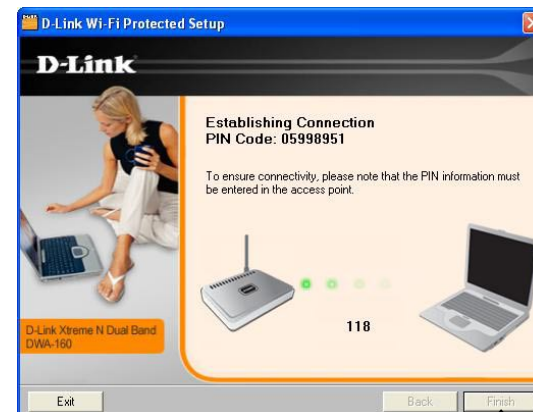 D-Link Wi-Fi Protected Setup
D-Link
Establishing Connection
PIN Code: 05998951
To ensure connectivity, please note that the PIN information must
be entered in the access point.
118
D-Link Xtreme N Dual Band
DWA-160
Exit
Back
Finish